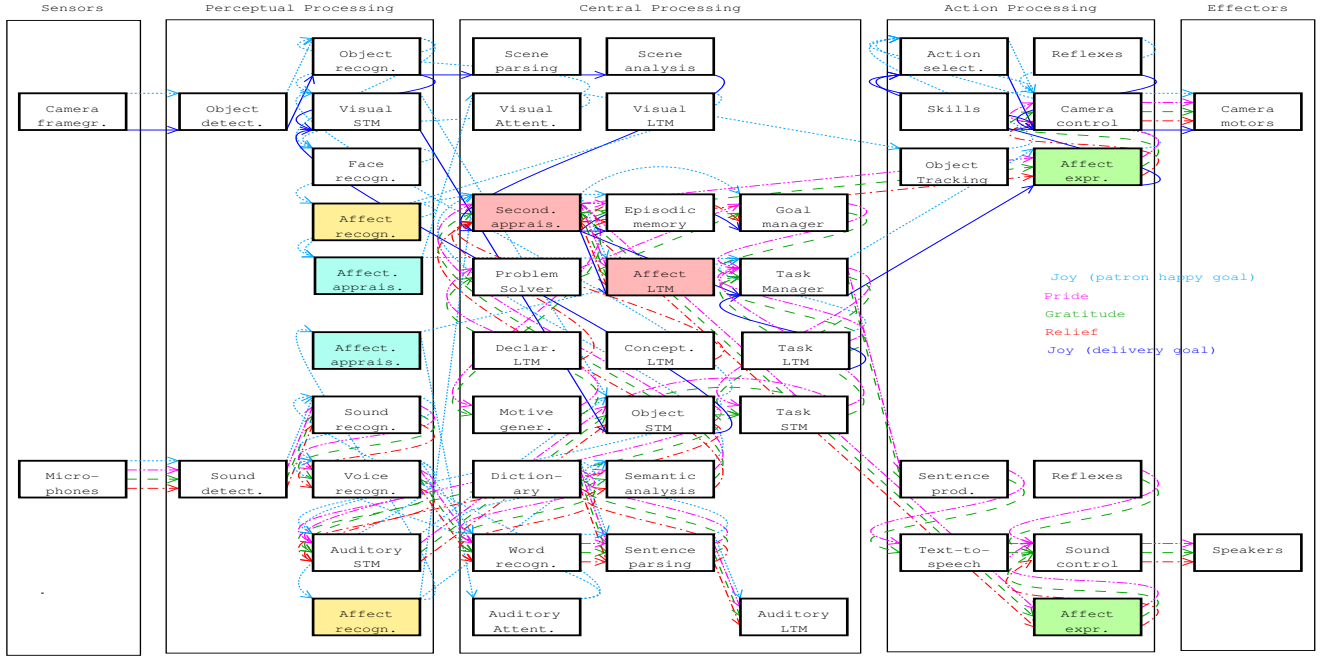 Sensors
Perceptual Processing
Central Processing
Action Processing
Effectors
Object
recogn.
Scene
parsing
Scene
analysis
Action
select.
Reflexes
Camera
framegr.
Object
detect.
Visual
STM
Visual
Attent.
Visual
LTM
Skills
Camera
control
Camera
motors
Face
recogn.
Object
Tracking
Affect
expr.
Affect
recogn.
Second.
apprais.
Episodic
memory
Goal
manager
Affect.
apprais.
Problem
Solver
Affect
LTM
Task
Manager
Joy (patron happy goal)
Pride
Gratitude
Relief
Joy (delivery goal)
Affect.
apprais.
Declar.
LTM
Concept.
LTM
Task
LTM
Sound
recogn.
Motive
gener.
Object
STM
Task
STM
Micro-
phones
Sound
detect.
Voice
recogn.
Diction-
ary
Semantic
analysis
Sentence
prod.
Reflexes
Auditory
STM
Word
recogn.
Sentence
parsing
Text-to-
speech
Sound
control
Speakers
Affect
recogn.
Auditory
Attent.
Auditory
LTM
Affect
expr.